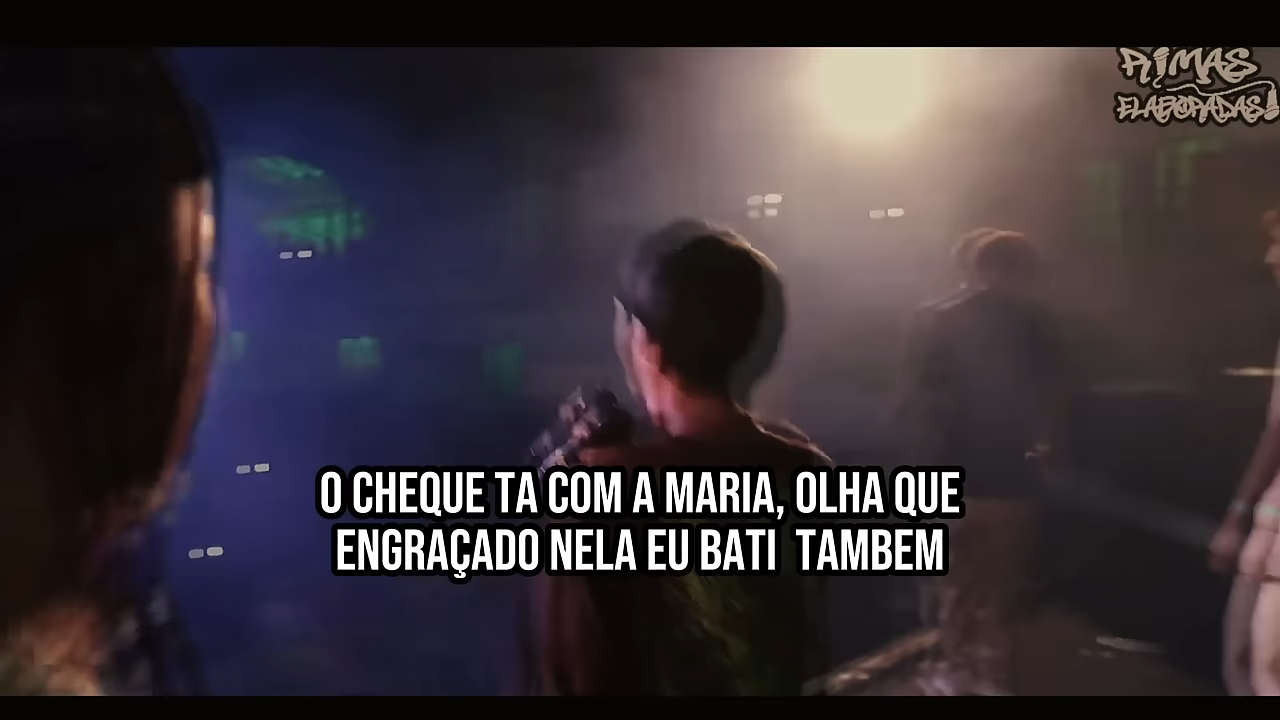 RIMAS
ELABORADAS!
O CHEQUE TA COM A MARIA, OLHA QUE
ENGRAÇADO NELA EU BATI  TAMBEM